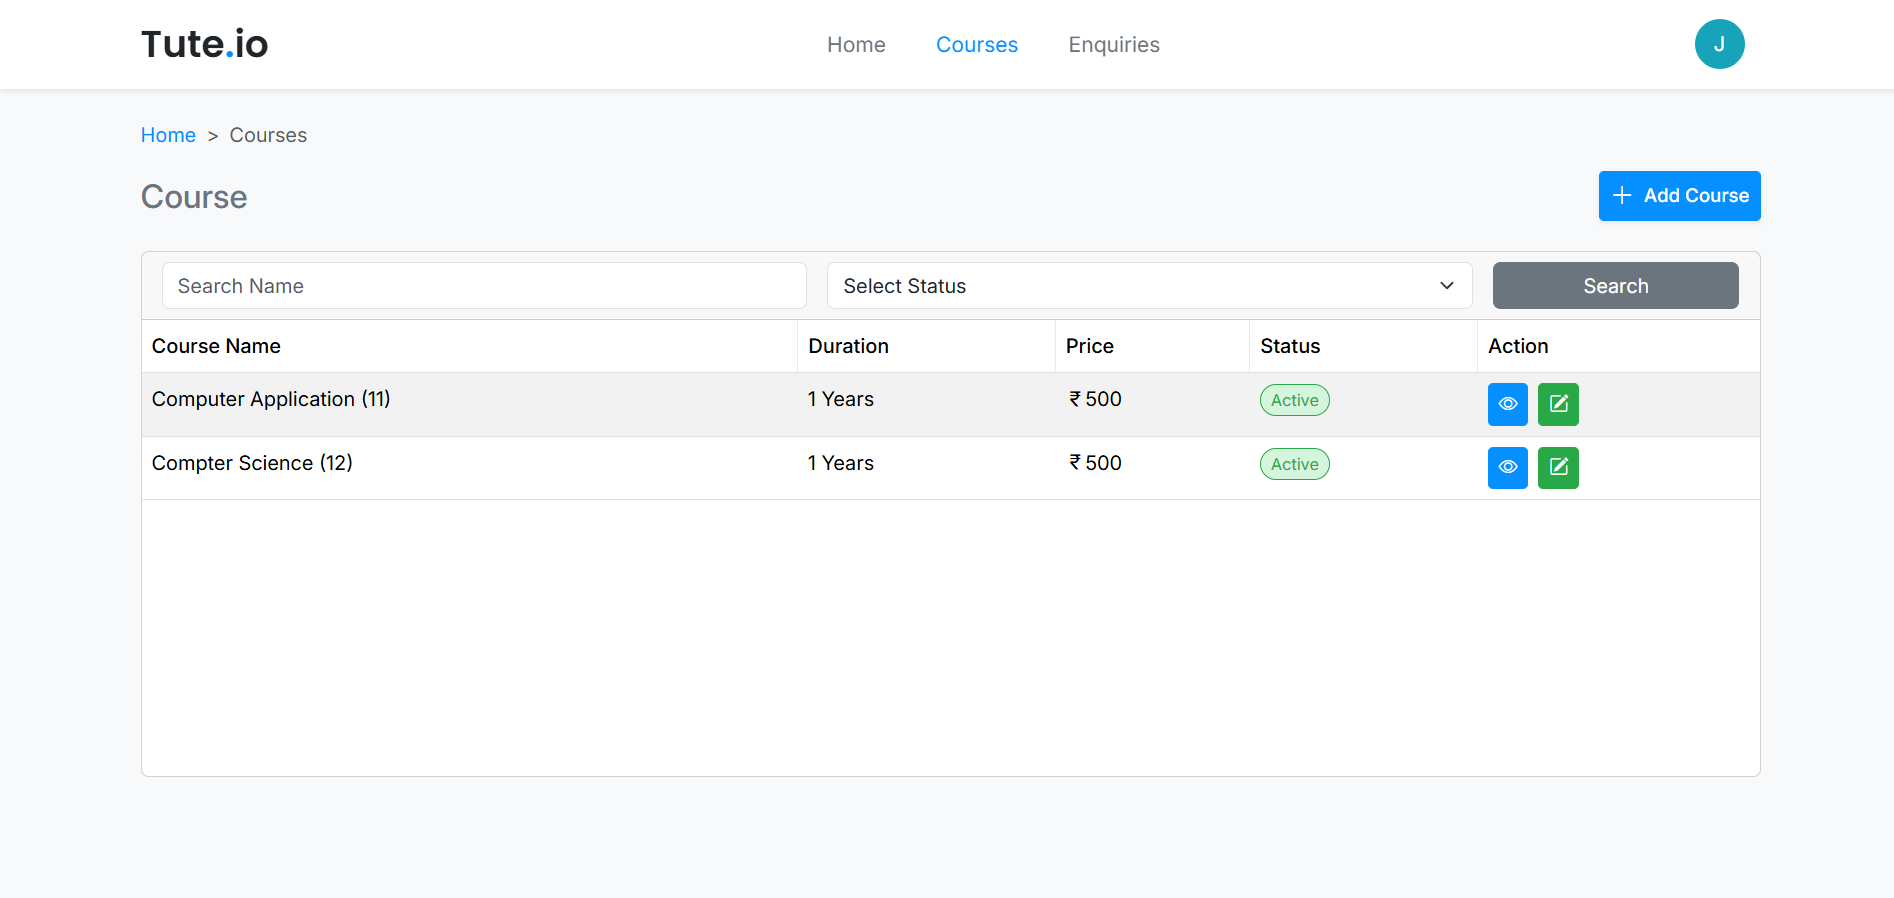 Tute.io
Home Courses Enquiries
J
Home > Courses
Course
Add Course
Search Name
Select Status
Search
Course Name Duration Price Status Action
Computer Application (11) 1 Years ₹ 500 Active
Compter Science (12) 1 Years ₹ 500 Active